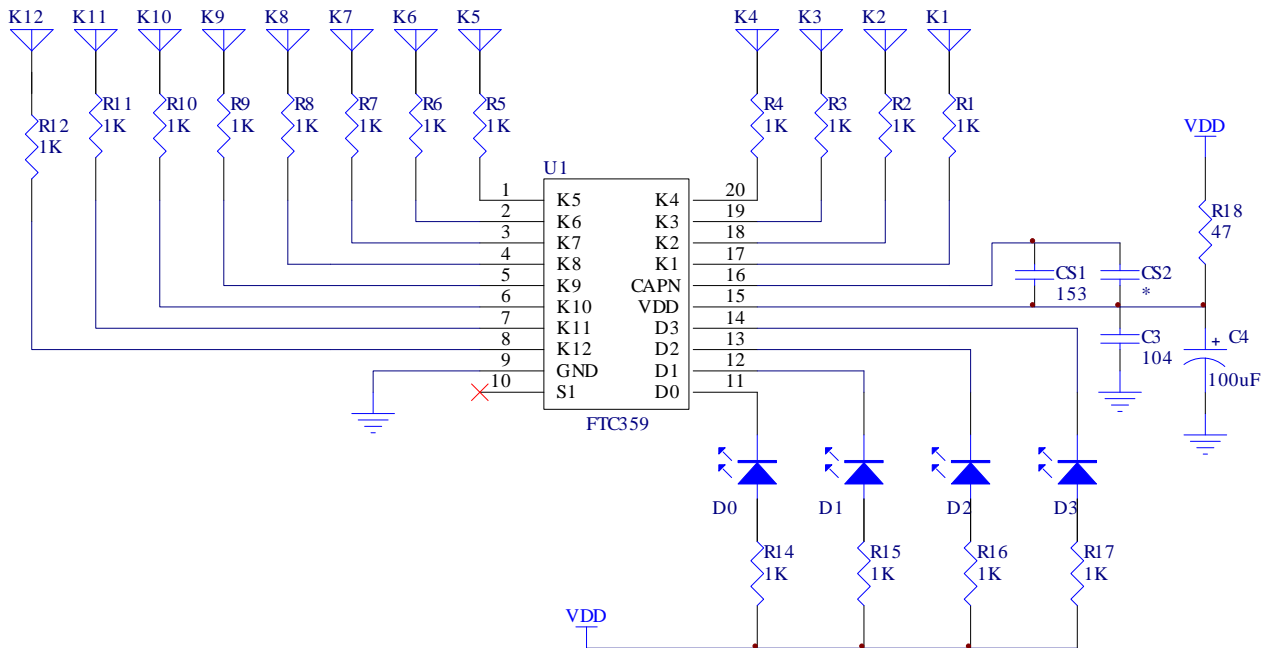 K12 K11 K10 K9 K8 K7 K6 K5 K4 K3 K2 K1
R11 R10 R9 R8 R7 R6 R5 R4 R3 R2 R1
1K 1K 1K 1K 1K 1K 1K 1K 1K 1K 1K
R12
1K
VDD
U1
1 K5 K4 20
2 K6 K3 19
3 K7 K2 18
4 K8 K1 17
5 K9 CAPN 16
6 K10 VDD 15
7 K11 D3 14
8 K12 D2 13
9 GND D1 12
10 S1 D0 11
FTC359
R18
47
CS1
153
CS2
*
C3
104
+ C4
100uF
D0 D1 D2 D3
R14 R15 R16 R17
1K 1K 1K 1K
VDD